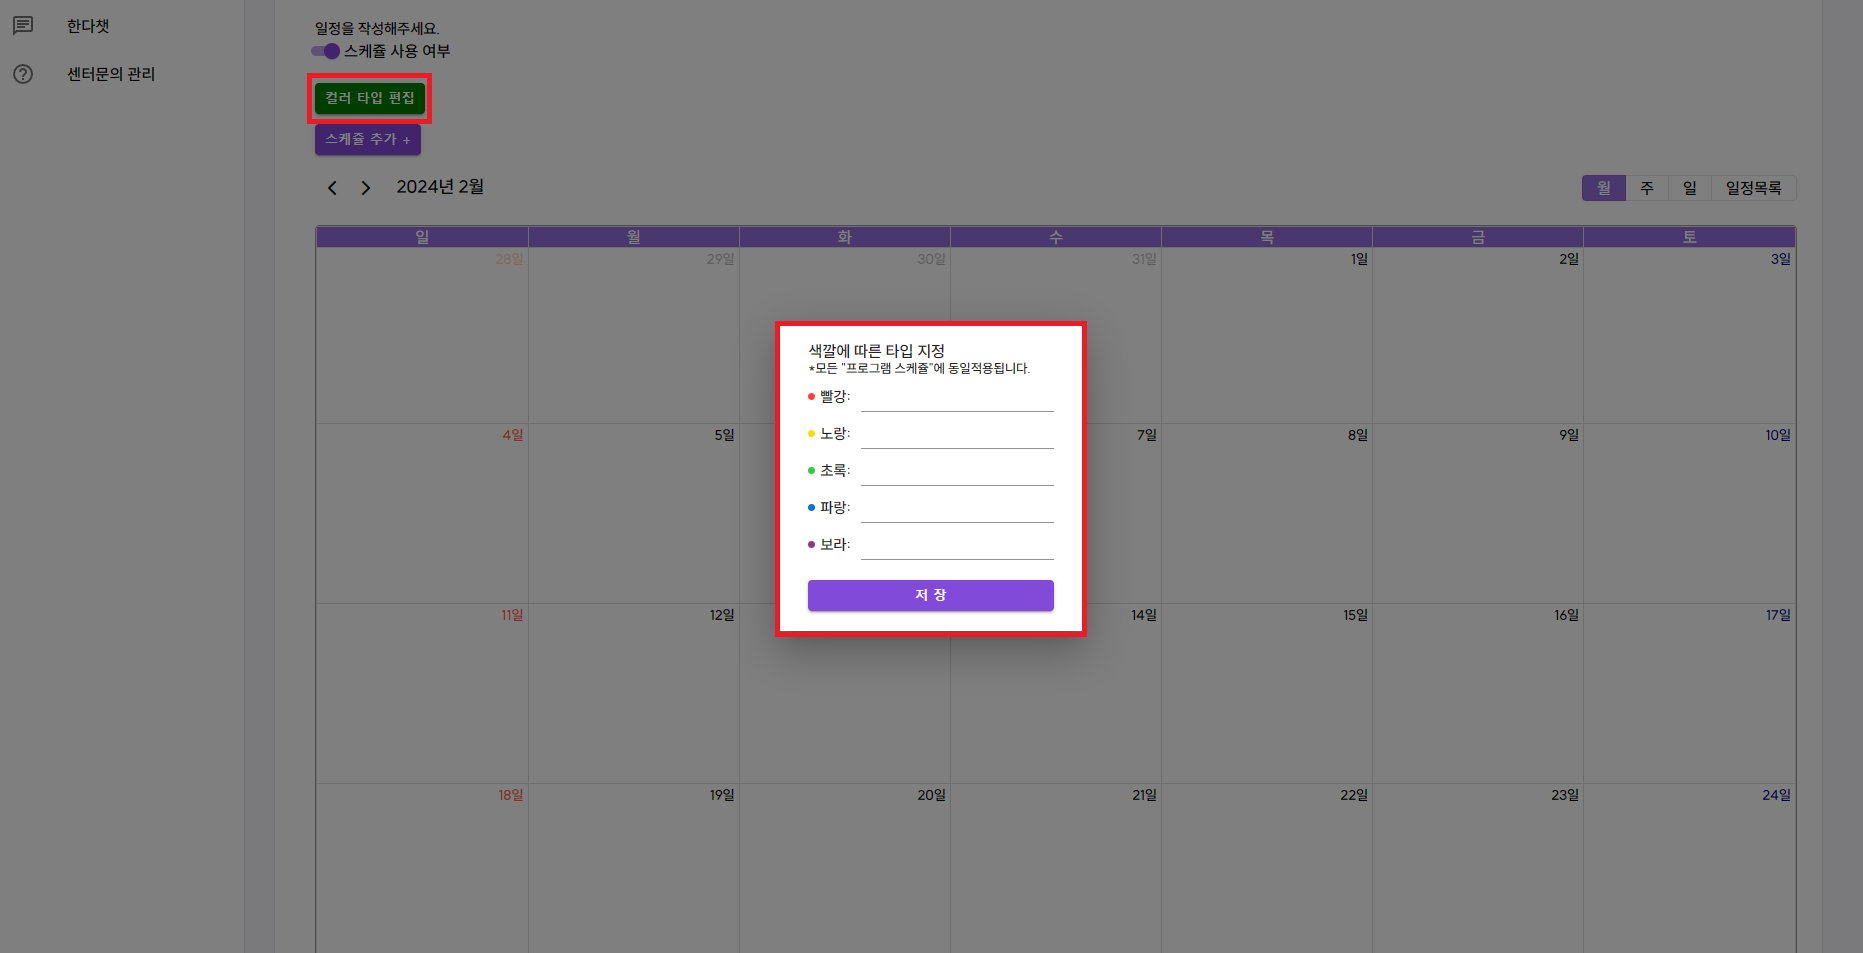 한다챗
센터문의 관리
일정을 작성해주세요.
스케쥴 사용 여부
컬러 타입 편집
스케쥴 추가 +
2024년 2월
월 주 일 일정목록
일 월 화 수 목 금 토
28일 29일 30일 31일 1일 2일 3일
색깔에 따른 타입 지정
*모든 "프로그램 스케쥴"에 동일적용됩니다.
빨강:
노랑:
초록:
파랑:
보라:
저 장
4일 5일 7일 8일 9일 10일
11일 12일 14일 15일 16일 17일
18일 19일 20일 21일 22일 23일 24일